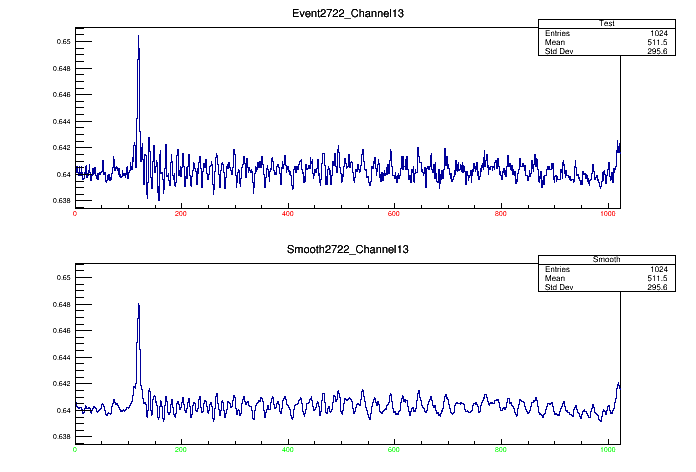 Event2722_Channel13
Test
Entries 1024
Mean 511.5
Std Dev 295.6
0.65
0.648
0.646
0.644
0.642
0.64
0.638
0 200 400 600 800 1000
Smooth2722_Channel13
Smooth
Entries 1024
Mean 511.5
Std Dev 295.6
0.65
0.648
0.646
0.644
0.642
0.64
0.638
0 200 400 600 800 1000